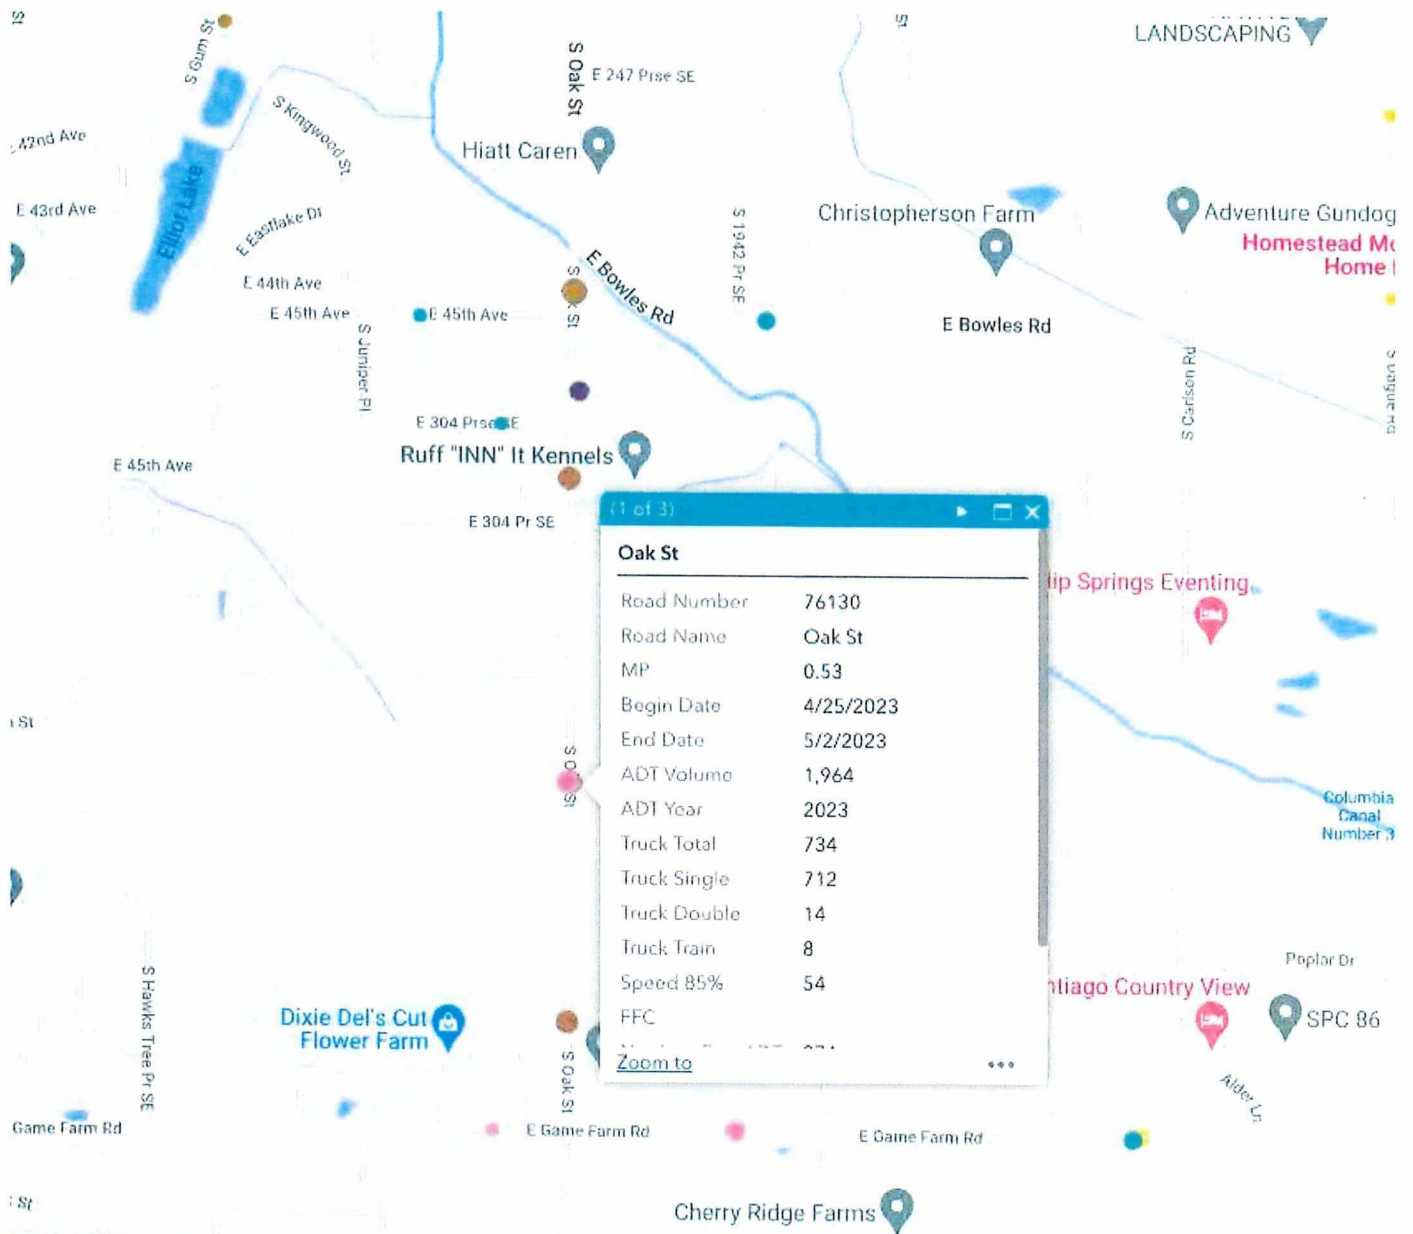 St
S Gum St
S Oak St
E 247 Prse SE
St
LANDSCAPING
S Kingwood St
42nd Ave
Hiatt Caren
Elliot Lake
E 43rd Ave
E Eastlake Dr
S 1942 Pr SE
Christopherson Farm
Adventure Gundog
Homestead Mo
Home
E 44th Ave
E 45th Ave
E 45th Ave
S
St
E Bowles Rd
E Bowles Rd
S Juniper Pl
S Carlson Rd
E 304 Prse SE
Ruff "INN" It Kennels
E 45th Ave
E 304 Pr SE
(1 of 3)
Oak St
Road Number 76130
Road Name Oak St
MP 0.53
Begin Date 4/25/2023
End Date 5/2/2023
ADT Volume 1,964
ADT Year 2023
Truck Total 734
Truck Single 712
Truck Double 14
Truck Train 8
Speed 85% 54
FFC
Zoom to
lip Springs Eventing
St
S O
St
Columbia
Canal
Number 3
S Hawks Tree Pr SE
Dixie Del's Cut
Flower Farm
S Oak St
Poplar Dr
ntiago Country View
SPC 86
Alder Ln
Game Farm Rd
E Game Farm Rd
E Game Farm Rd
St
Cherry Ridge Farms